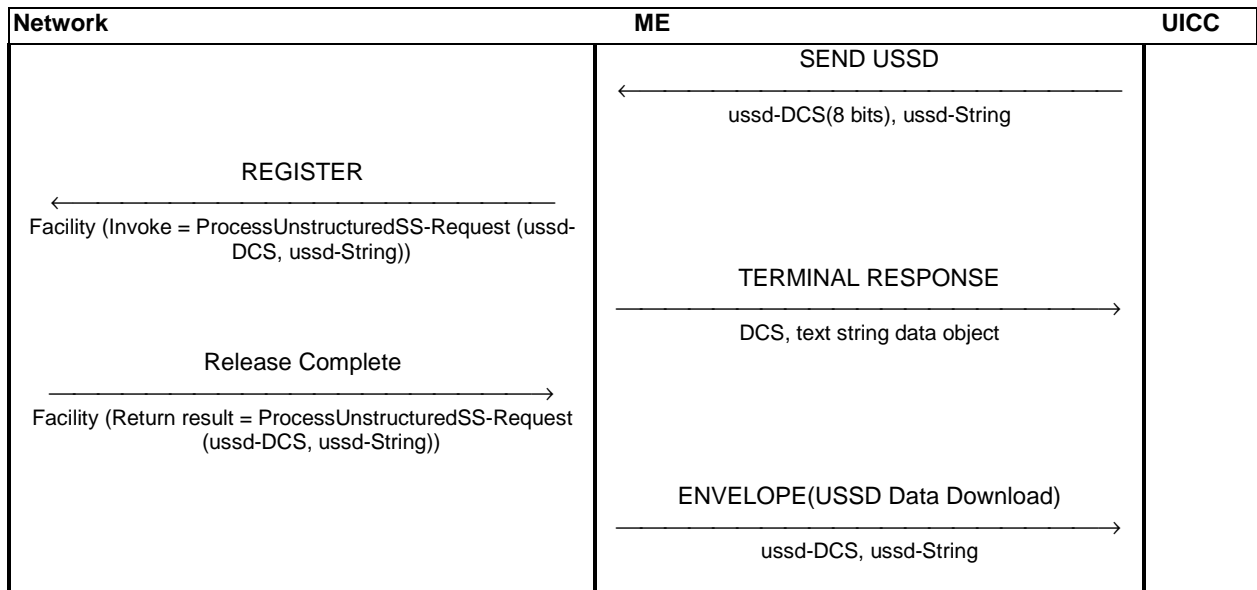 Network ME UICC
SEND USSD
ussd-DCS(8 bits), ussd-String
REGISTER
Facility (Invoke = ProcessUnstructuredSS-Request (ussd-
DCS, ussd-String))
TERMINAL RESPONSE
DCS, text string data object
Release Complete
Facility (Return result = ProcessUnstructuredSS-Request
(ussd-DCS, ussd-String))
ENVELOPE(USSD Data Download)
ussd-DCS, ussd-String